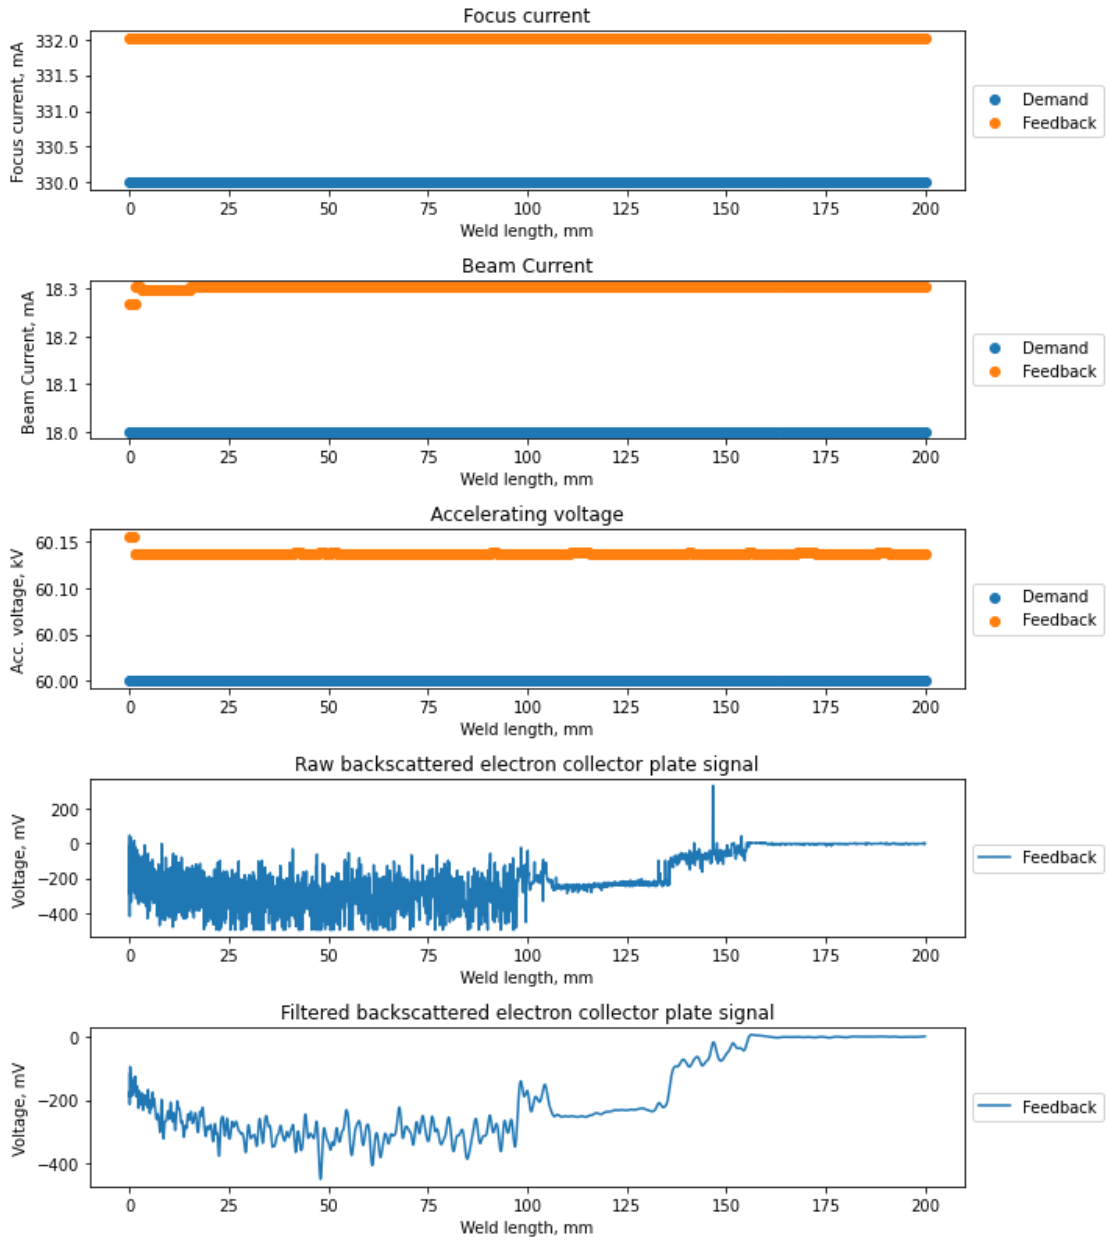 Focus current
Focus current, mA
332.0
331.5
331.0
330.5
330.0
0 25 50 75 100 125 150 175 200
Weld length, mm
Demand
Feedback
Beam Current
Beam Current, mA
18.3
18.2
18.1
18.0
0 25 50 75 100 125 150 175 200
Weld length, mm
Demand
Feedback
Accelerating voltage
Acc. voltage, kV
60.15
60.10
60.05
60.00
0 25 50 75 100 125 150 175 200
Weld length, mm
Demand
Feedback
Raw backscattered electron collector plate signal
Voltage, mV
200
0
−200
−400
0 25 50 75 100 125 150 175 200
Weld length, mm
Feedback
Filtered backscattered electron collector plate signal
Voltage, mV
0
−200
−400
0 25 50 75 100 125 150 175 200
Weld length, mm
Feedback